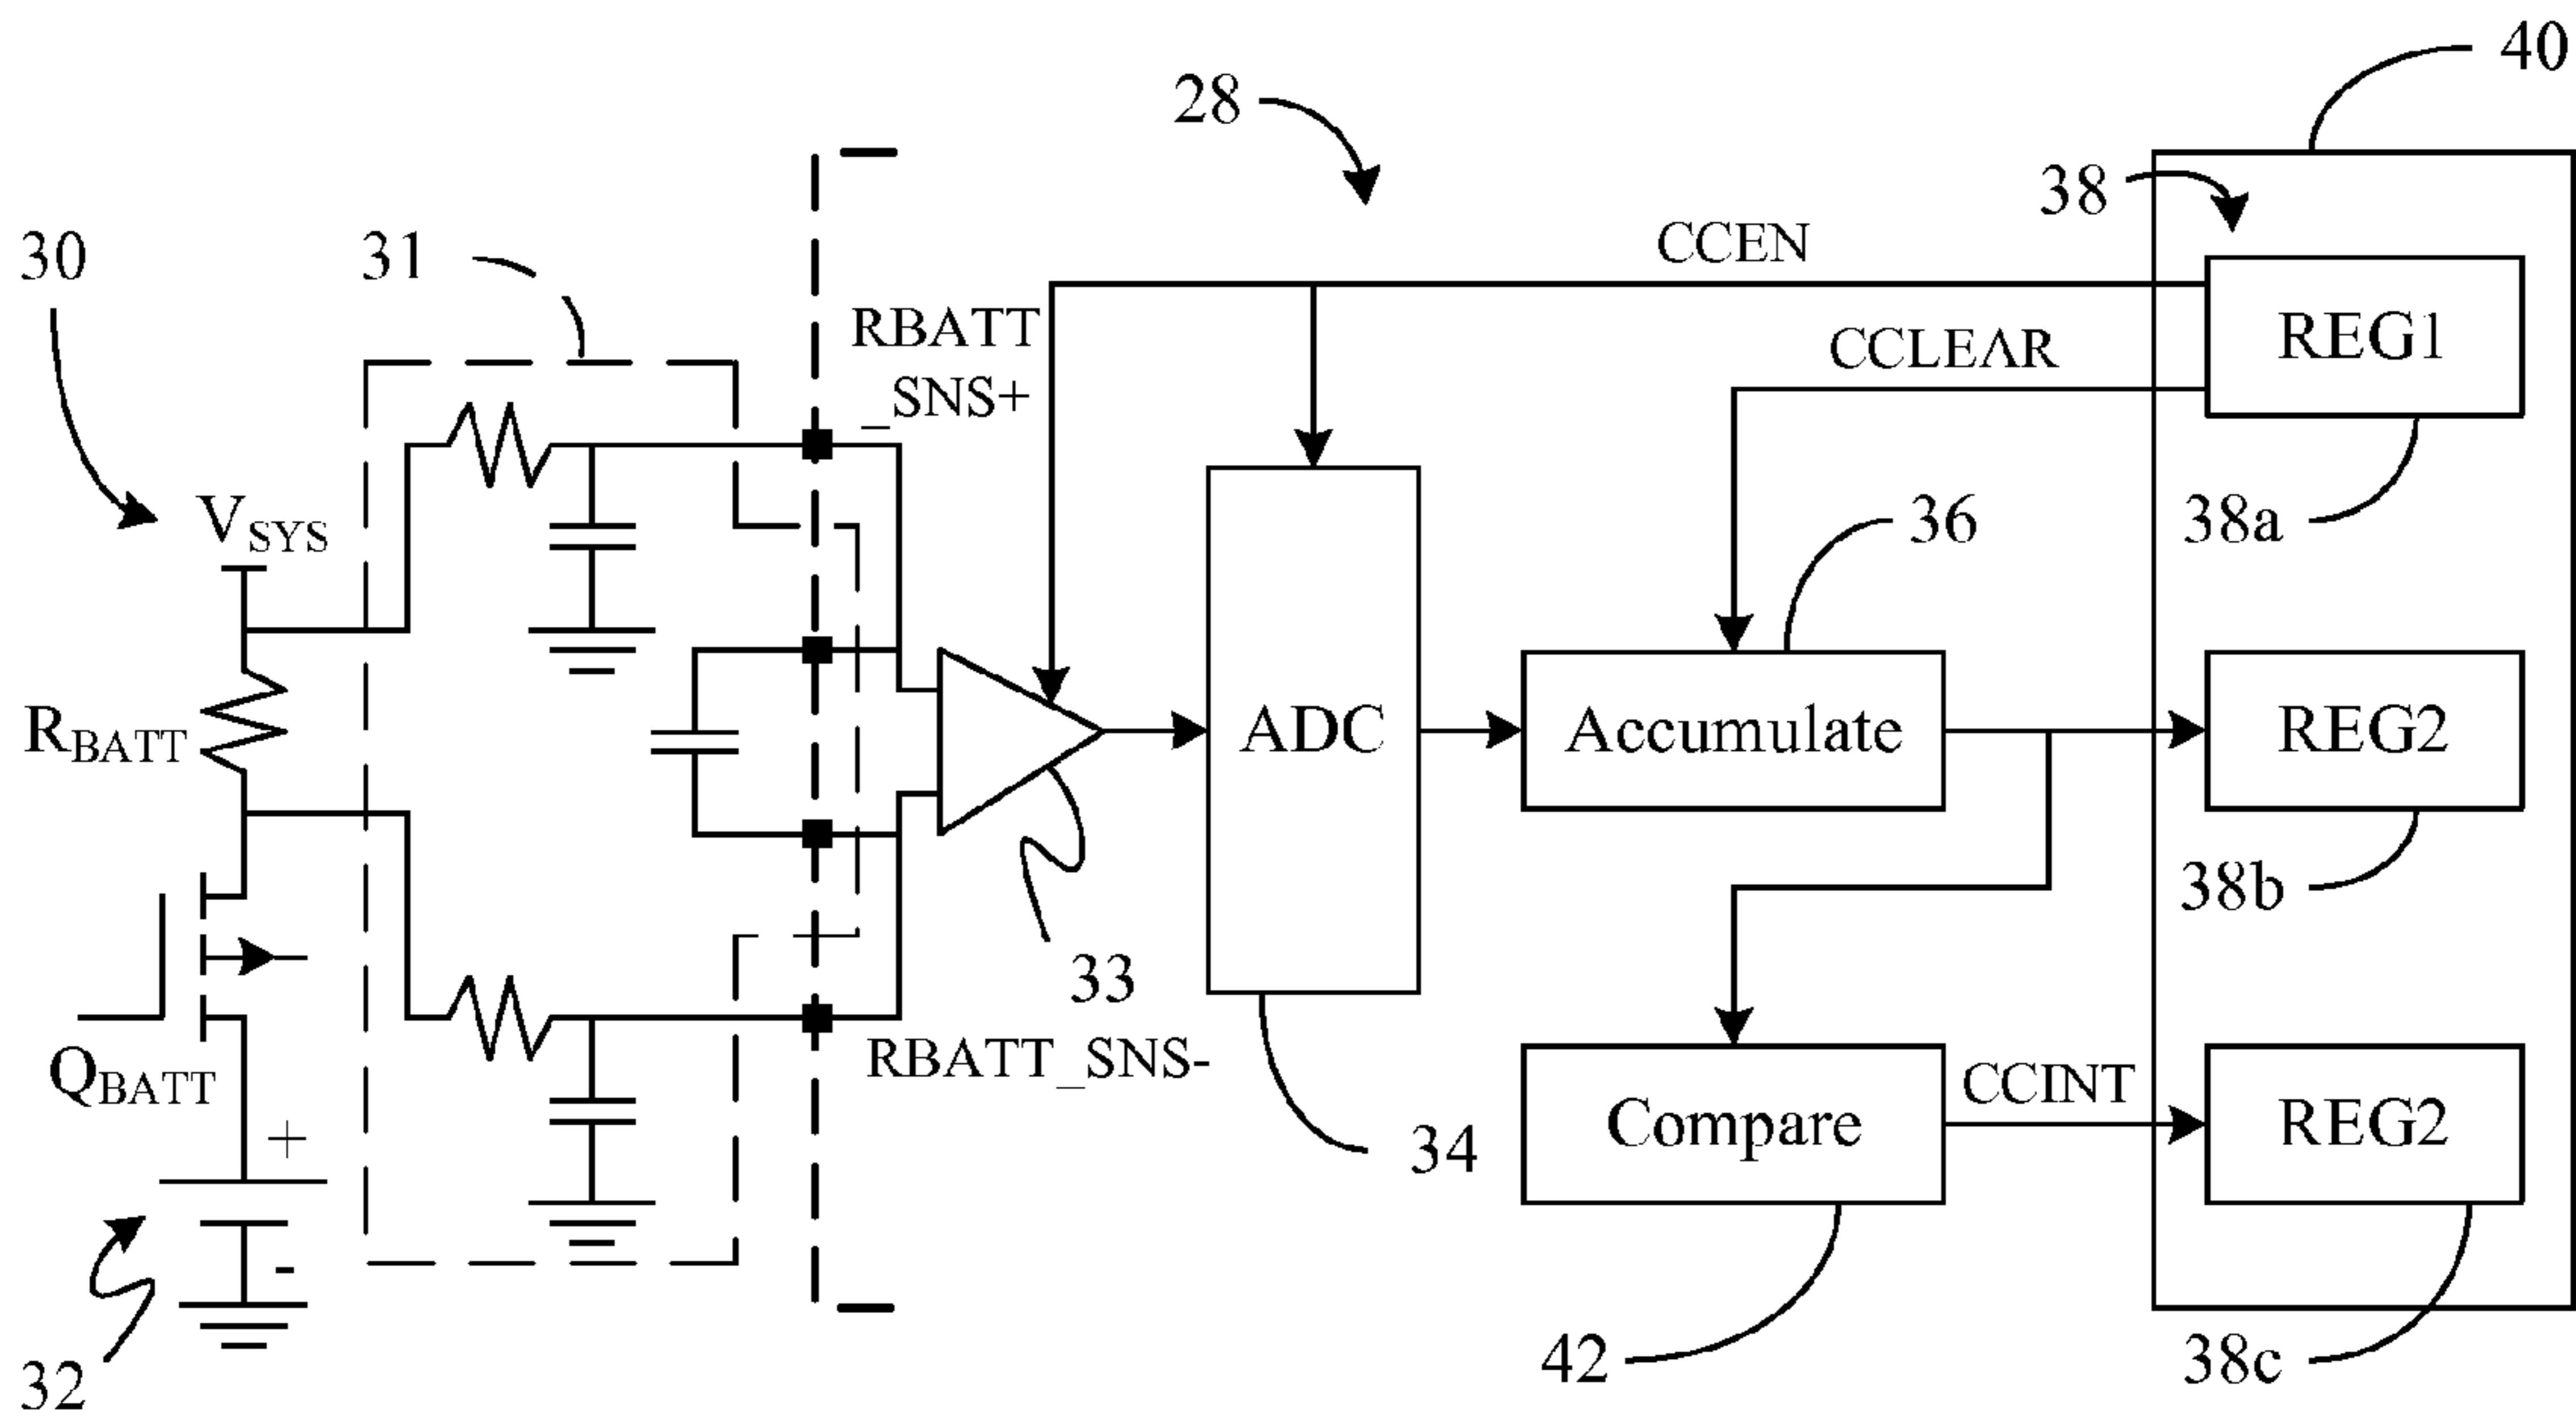 40
28
38
CCEN
30
31
RBATT
_SNS+
REG1
CCLEAR
VSYS
36
38a
RBATT
ADC
Accumulate
REG2
38b
33
RBATT_SNS-
QBATT
+
CCINT
34
Compare
REG2
-
32
42
38c